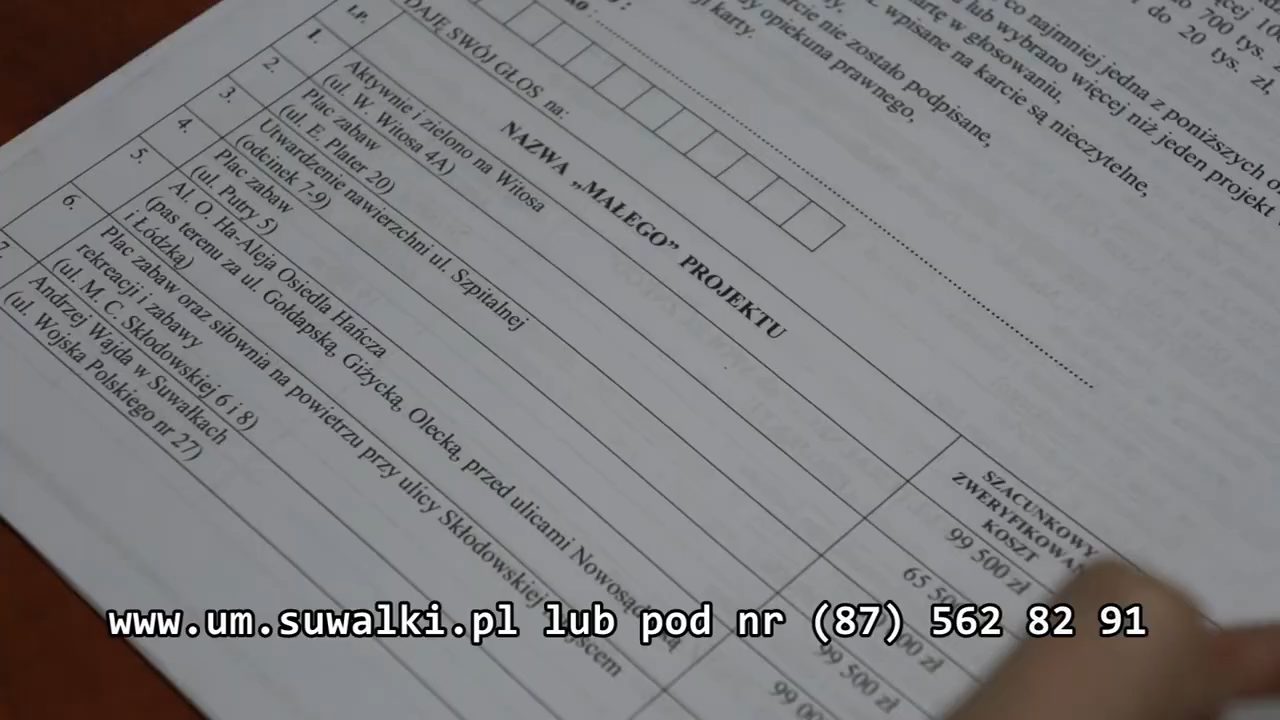 co najmniej jedna z poniższych
lub wybrano więcej niż jeden projekt
w głosowaniu,
wpisane na karcie są nieczytelne,
nie zostało podpisane,
opiekuna prawnego,
karty.
700 tys.
do 20 tys. zł,
SWÓJ GŁOS na:
LP.
NAZWA „MAŁEGO” PROJEKTU
SZACUNKOWY
KOSZT
1.
Aktywnie i zielono na Witosa
(ul. W. Witosa 4A)
99 500 zł
2.
Plac zabaw
(ul. E. Plater 20)
3.
Utwardzenie nawierzchni ul. Szpitalnej
(odcinek 7-9)
4.
Plac zabaw
(ul. Putry 5)
99 500 zł
5.
Al. O. Ha-Aleja Osiedla Hańcza
(pas terenu za ul. Gołdapską, Giżycką, Olecką, przed ulicami
i Łódzką)
6.
Plac zabaw oraz siłownia na powietrzu przy ulicy Skłodowskiej
rekreacji i zabawy
(ul. M. C. Skłodowskiej 6 i 8)
7
Andrzej Wajda w Suwałkach
(ul. Wojska Polskiego nr 27)
www.um.suwalki.pl lub pod nr (87) 562 82 91